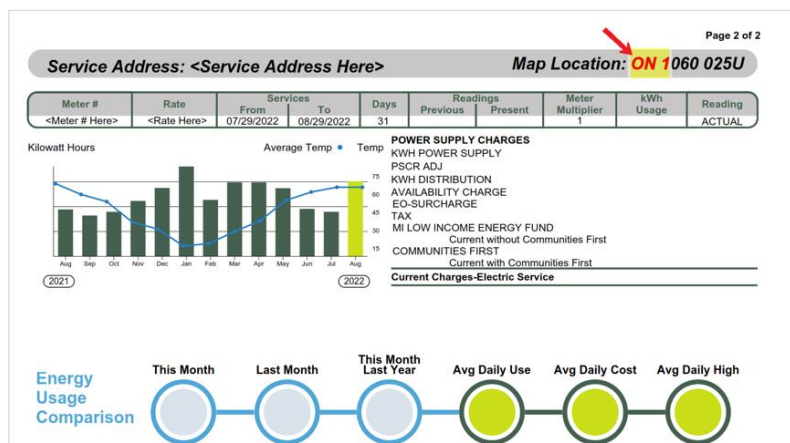 Page 2 of 2
Service Address: <Service Address Here>
Map Location: ON 1060 025U
Meter #
Rate
Services
From
To
Days
Readings
Previous
Present
Meter
Multiplier
kWh
Usage
Reading
<Meter # Here>
<Rate Here>
07/29/2022
08/29/2022
31
1
ACTUAL
Kilowatt Hours
Average Temp
Temp
75
60
45
30
15
Aug Sep Oct Nov Dec Jan Feb Mar Apr May Jun Jul Aug
2021
2022
POWER SUPPLY CHARGES
KWH POWER SUPPLY
PSCR ADJ
KWH DISTRIBUTION
AVAILABILITY CHARGE
EO-SURCHARGE
TAX
MI LOW INCOME ENERGY FUND
Current without Communities First
COMMUNITIES FIRST
Current with Communities First
Current Charges-Electric Service
Energy
Usage
Comparison
This Month
Last Month
This Month
Last Year
Avg Daily Use
Avg Daily Cost
Avg Daily High